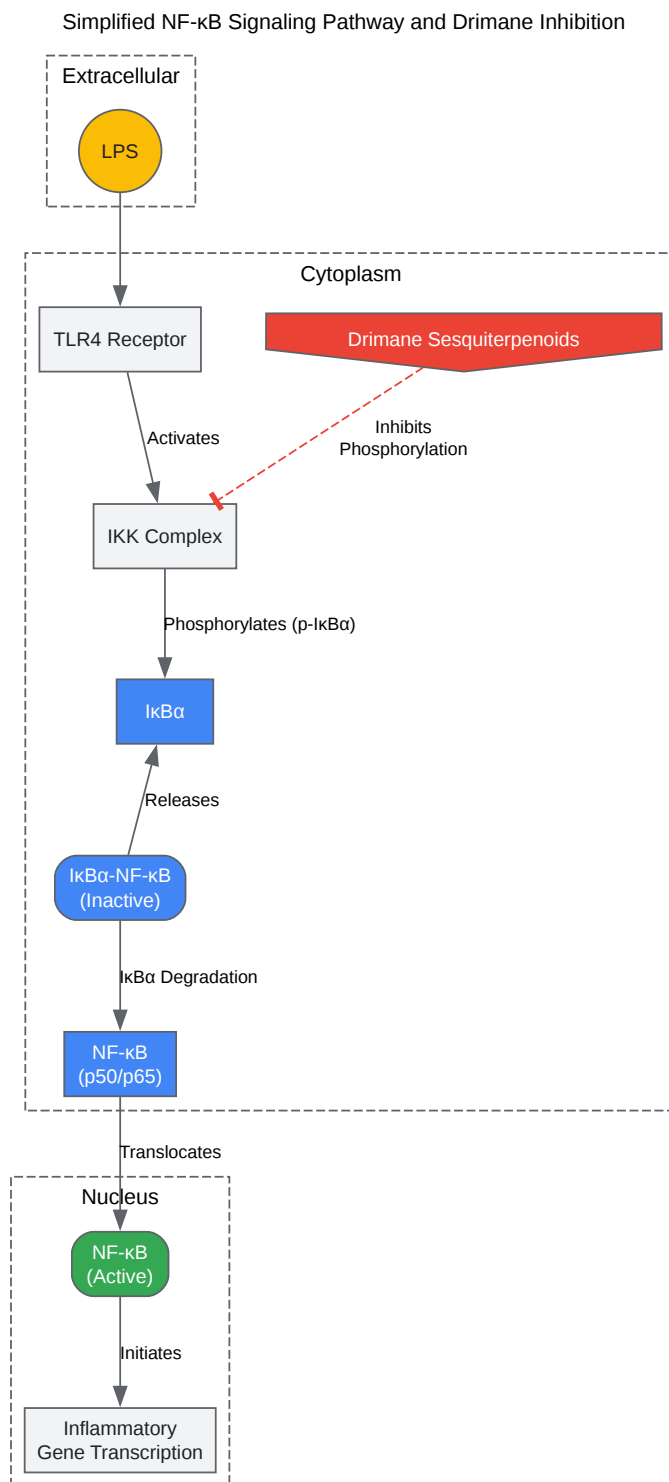 Simplified NF-κB Signaling Pathway and Drimane Inhibition
Extracellular
LPS
Cytoplasm
TLR4 Receptor
Drimane Sesquiterpenoids
Activates
Inhibits
Phosphorylation
IKK Complex
Phosphorylates (p-IκBα)
IκBα
Releases
IκBα-NF-κB
(Inactive)
IκBα Degradation
NF-κB
(p50/p65)
Translocates
Nucleus
NF-κB
(Active)
Initiates
Inflammatory
Gene Transcription